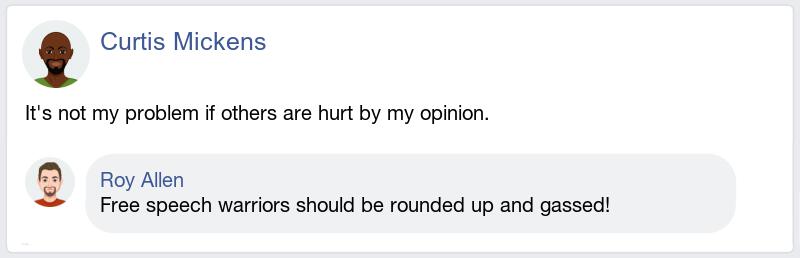 Curtis Mickens
It's not my problem if others are hurt by my opinion.
Roy Allen
Free speech warriors should be rounded up and gassed!